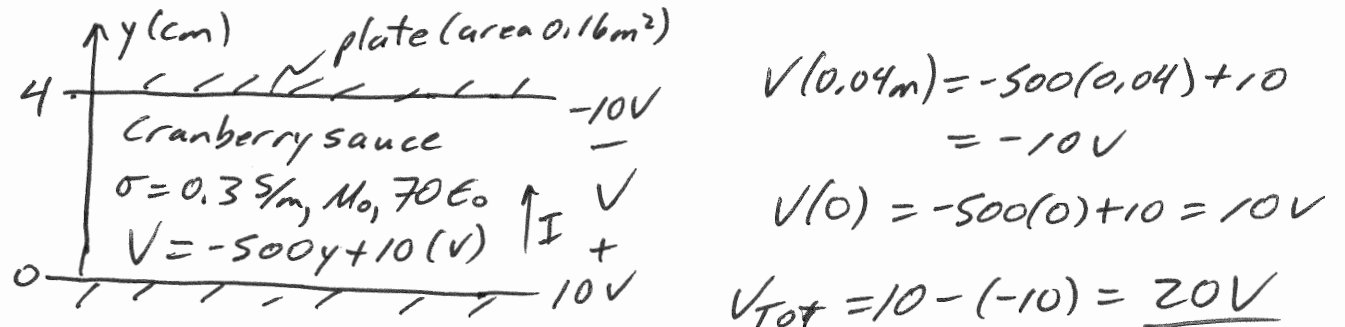 y(cm)
plate (area 0.16m²)
4
-10V
Cranberry sauce
-
σ = 0.3 S/m, μ₀, 70ε₀
V
V = -500y + 10 (V)
I
+
0
10V
V(0.04m) = -500(0.04) + 10
= -10V
V(0) = -500(0) + 10 = 10V
V_Tot = 10 - (-10) = 20V